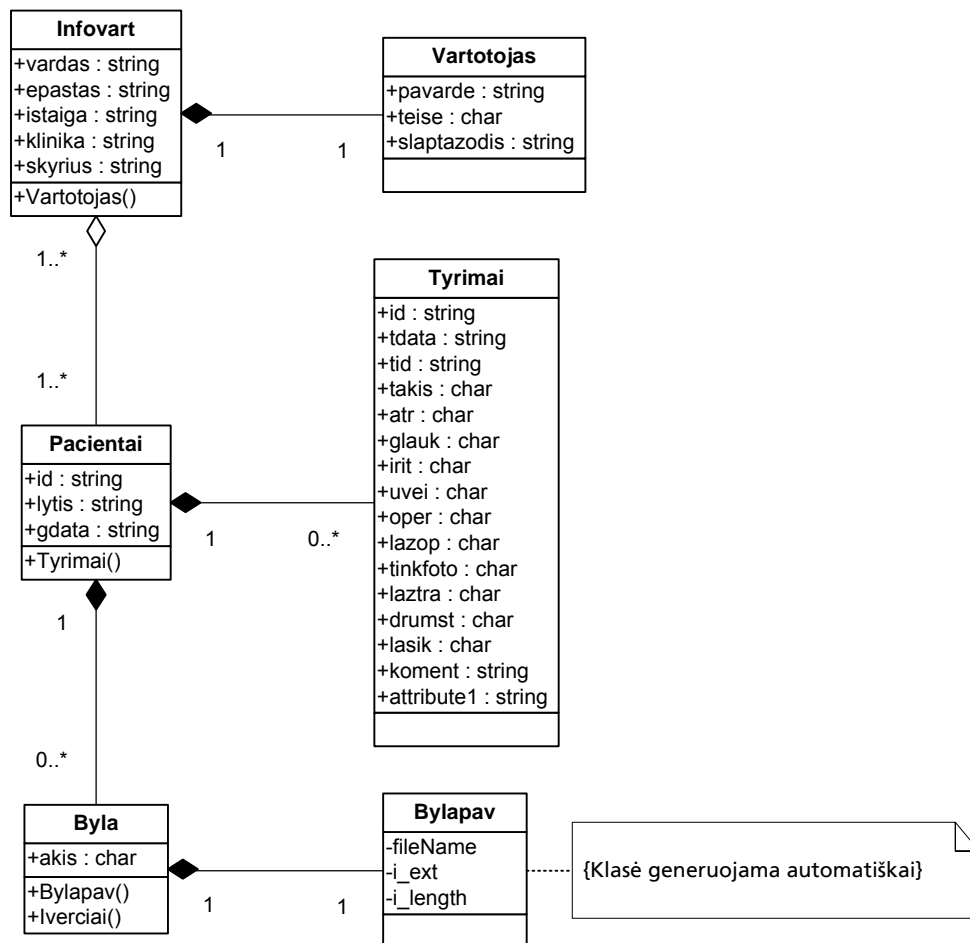 Infovart
+vardas : string
+epastas : string
+istaiga : string
+klinika : string
+skyrius : string
+Vartotojas()
1
1
Vartotojas
+pavarde : string
+teise : char
+slaptazodis : string
1..*
1..*
Pacientai
+id : string
+lytis : string
+gdata : string
+Tyrimai()
1
0..*
Tyrimai
+id : string
+tdata : string
+tid : string
+takis : char
+atr : char
+glauk : char
+irit : char
+uvei : char
+oper : char
+lazop : char
+tinkfoto : char
+laztra : char
+drumst : char
+lasik : char
+koment : string
+attribute1 : string
1
0..*
Byla
+akis : char
+Bylapav()
+Iverciai()
1
1
Bylapav
-fileName
-i_ext
-i_length
{Klasė generuojama automatiškai}